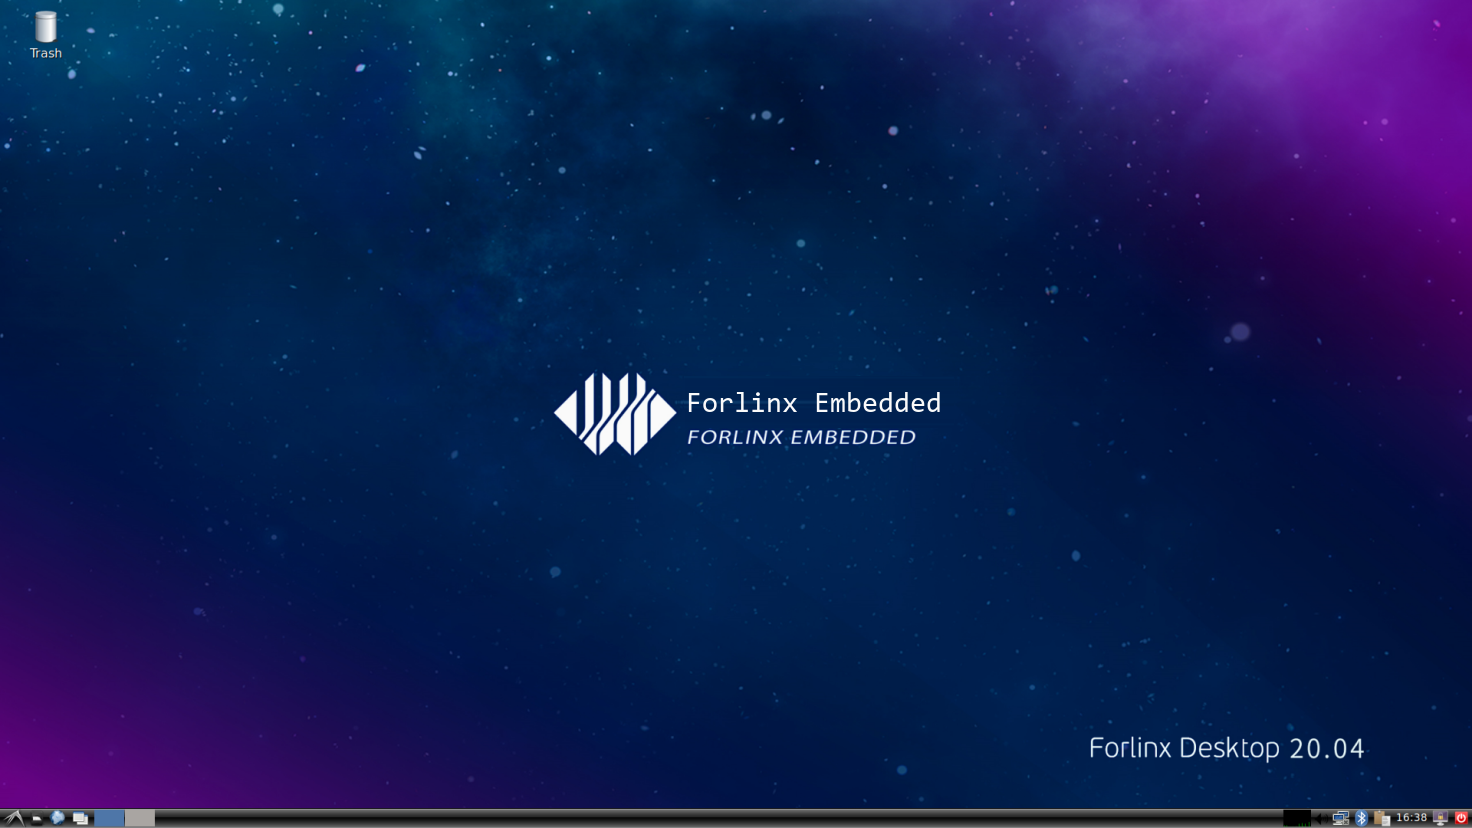 Trash
Forlinx Embedded
FORLINX EMBEDDED
Forlinx Desktop 20.04
16:38